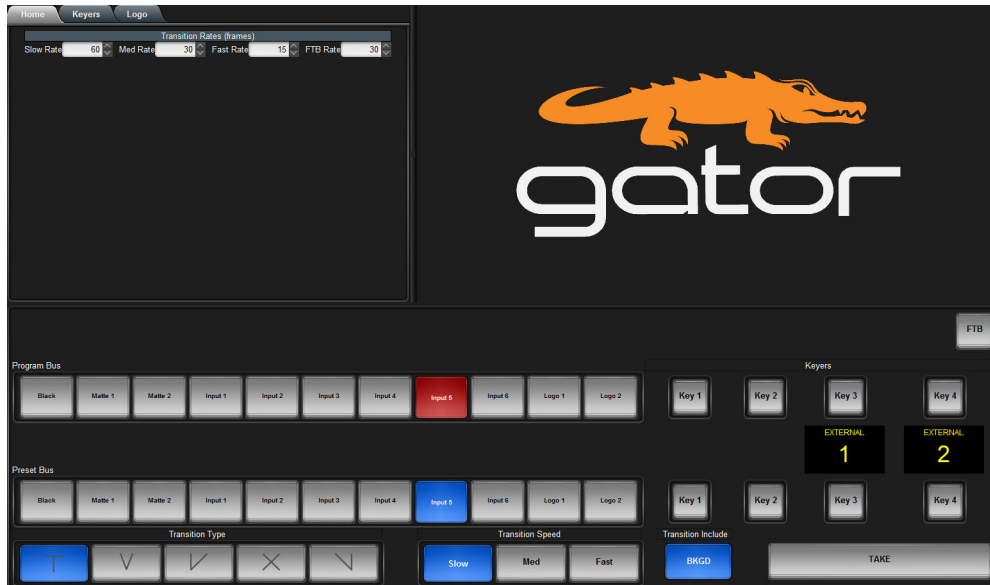 Home Keyers Logo
Transition Rates (frames)
Slow Rate 60 Med Rate 30 Fast Rate 15 FTB Rate 30
gator
FTB
Program Bus
Keyers
Black Matte 1 Matte 2 Input 1 Input 2 Input 3 Input 4 Input 5 Input 6 Logo 1 Logo 2
Key 1 Key 2 Key 3 Key 4
EXTERNAL EXTERNAL
1 2
Preset Bus
Black Matte 1 Matte 2 Input 1 Input 2 Input 3 Input 4 Input 5 Input 6 Logo 1 Logo 2
Key 1 Key 2 Key 3 Key 4
Transition Type Transition Speed Transition Include
Slow Med Fast BKGD TAKE